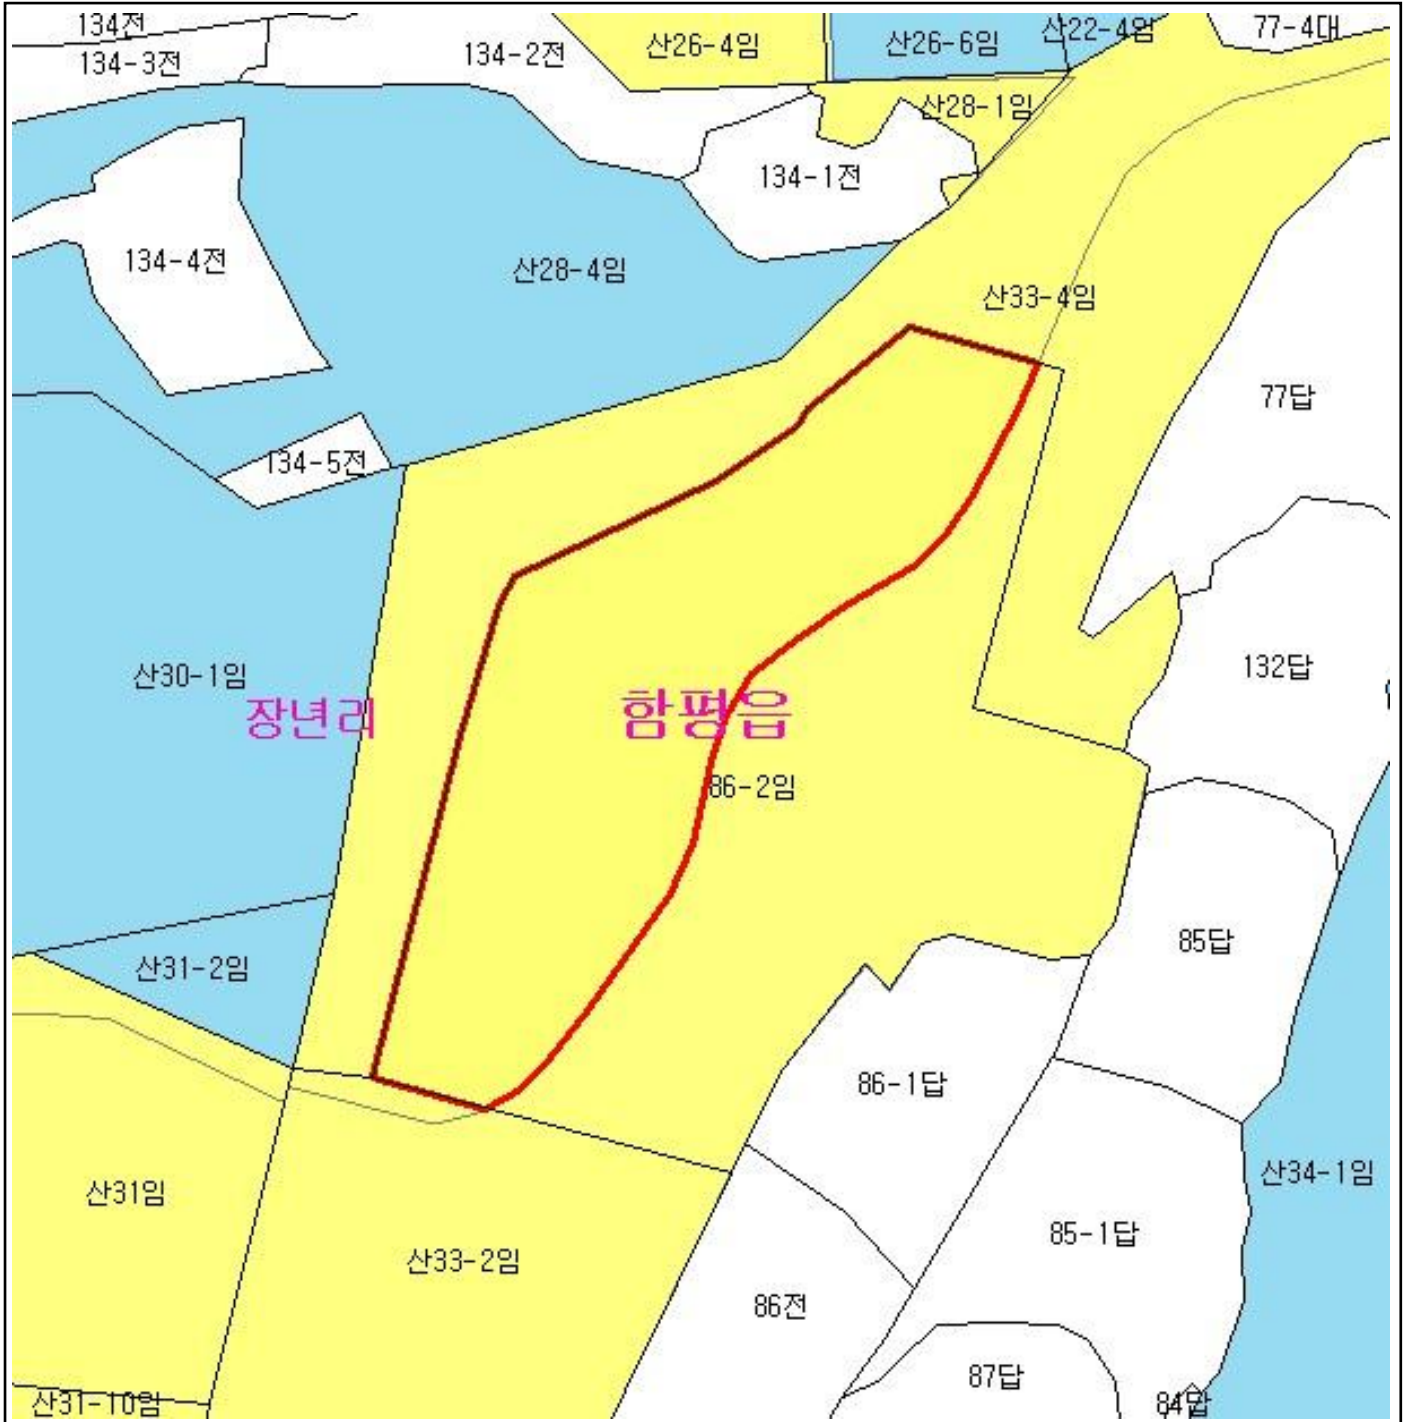 134전
산26-4임
산26-6임
산22-4임
77-4대
134-3전
134-2전
산28-1임
134-1전
134-4전
산28-4임
산33-4임
77답
134-5전
132답
산30-1임
장년리
함평읍
86-2임
85답
산31-2임
86-1답
산34-1임
산31임
85-1답
산33-2임
86전
87답
산31-10임
84답